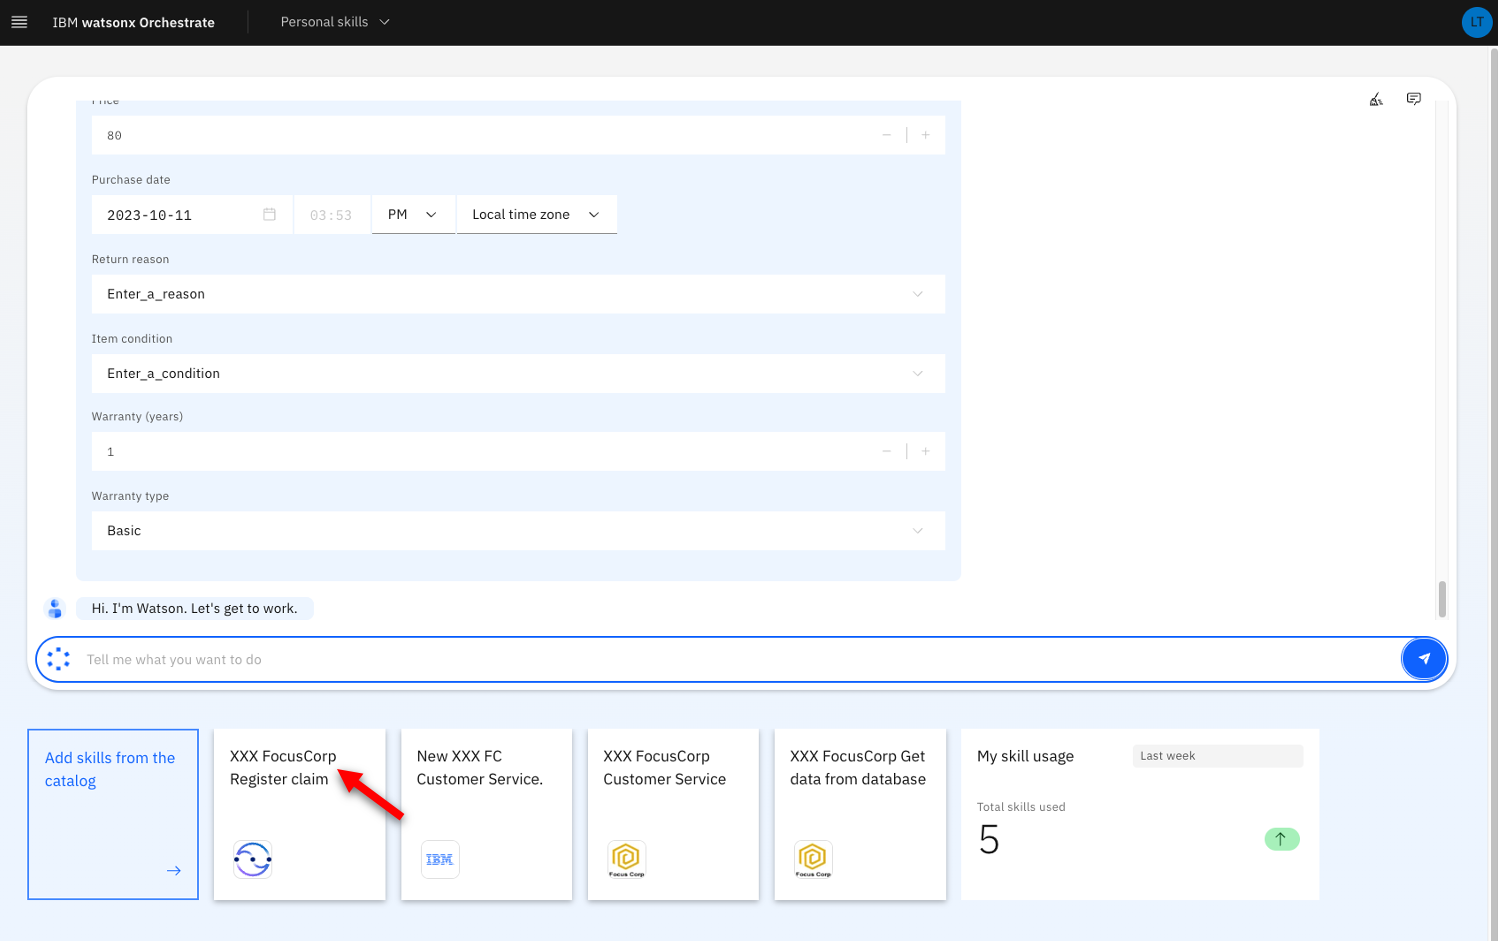 IBM watsonx Orchestrate
Personal skills
LT
Price
80
Purchase date
2023-10-11
03:53
PM
Local time zone
Return reason
Enter_a_reason
Item condition
Enter_a_condition
Warranty (years)
1
Warranty type
Basic
Hi. I'm Watson. Let's get to work.
Tell me what you want to do
Add skills from the
catalog
XXX FocusCorp
Register claim
New XXX FC
Customer Service.
IBM
XXX FocusCorp
Customer Service
Focus Corp
XXX FocusCorp Get
data from database
Focus Corp
My skill usage
Last week
Total skills used
5